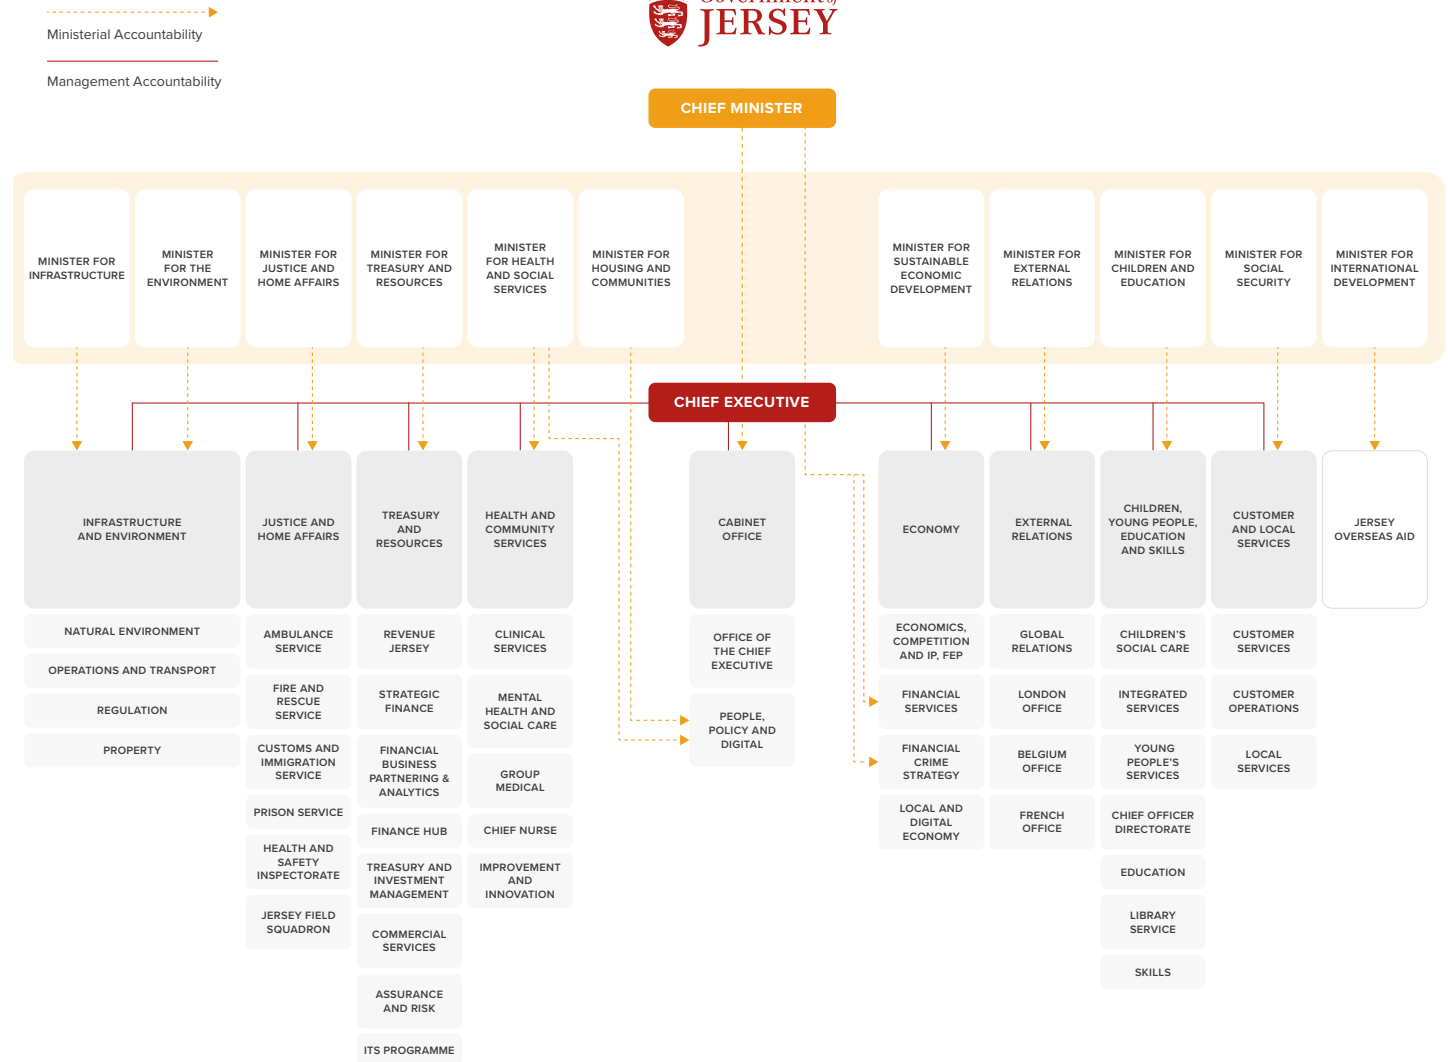 Government of
JERSEY
Ministerial Accountability
Management Accountability
CHIEF MINISTER
MINISTER FOR
INFRASTRUCTURE
MINISTER
FOR THE
ENVIRONMENT
MINISTER FOR
JUSTICE AND
HOME AFFAIRS
MINISTER FOR
TREASURY AND
RESOURCES
MINISTER
FOR HEALTH
AND SOCIAL
SERVICES
MINISTER FOR
HOUSING AND
COMMUNITIES
MINISTER FOR
SUSTAINABLE
ECONOMIC
DEVELOPMENT
MINISTER FOR
EXTERNAL
RELATIONS
MINISTER FOR
CHILDREN AND
EDUCATION
MINISTER FOR
SOCIAL
SECURITY
MINISTER FOR
INTERNATIONAL
DEVELOPMENT
CHIEF EXECUTIVE
INFRASTRUCTURE
AND ENVIRONMENT
JUSTICE AND
HOME AFFAIRS
TREASURY
AND
RESOURCES
HEALTH AND
COMMUNITY
SERVICES
CABINET
OFFICE
ECONOMY
EXTERNAL
RELATIONS
CHILDREN,
YOUNG PEOPLE,
EDUCATION
AND SKILLS
CUSTOMER
AND LOCAL
SERVICES
JERSEY
OVERSEAS AID
NATURAL ENVIRONMENT
OPERATIONS AND TRANSPORT
REGULATION
PROPERTY
AMBULANCE
SERVICE
FIRE AND
RESCUE
SERVICE
CUSTOMS AND
IMMIGRATION
SERVICE
PRISON SERVICE
HEALTH AND
SAFETY
INSPECTORATE
JERSEY FIELD
SQUADRON
REVENUE
JERSEY
STRATEGIC
FINANCE
FINANCIAL
BUSINESS
PARTNERING &
ANALYTICS
FINANCE HUB
TREASURY AND
INVESTMENT
MANAGEMENT
COMMERCIAL
SERVICES
ASSURANCE
AND RISK
ITS PROGRAMME
CLINICAL
SERVICES
MENTAL
HEALTH AND
SOCIAL CARE
GROUP
MEDICAL
CHIEF NURSE
IMPROVEMENT
AND
INNOVATION
OFFICE OF
THE CHIEF
EXECUTIVE
PEOPLE,
POLICY AND
DIGITAL
ECONOMICS,
COMPETITION
AND IP, FEP
FINANCIAL
SERVICES
FINANCIAL
CRIME
STRATEGY
LOCAL AND
DIGITAL
ECONOMY
GLOBAL
RELATIONS
LONDON
OFFICE
BELGIUM
OFFICE
FRENCH
OFFICE
CHILDREN'S
SOCIAL CARE
INTEGRATED
SERVICES
YOUNG
PEOPLE'S
SERVICES
CHIEF OFFICER
DIRECTORATE
EDUCATION
LIBRARY
SERVICE
SKILLS
CUSTOMER
SERVICES
CUSTOMER
OPERATIONS
LOCAL
SERVICES